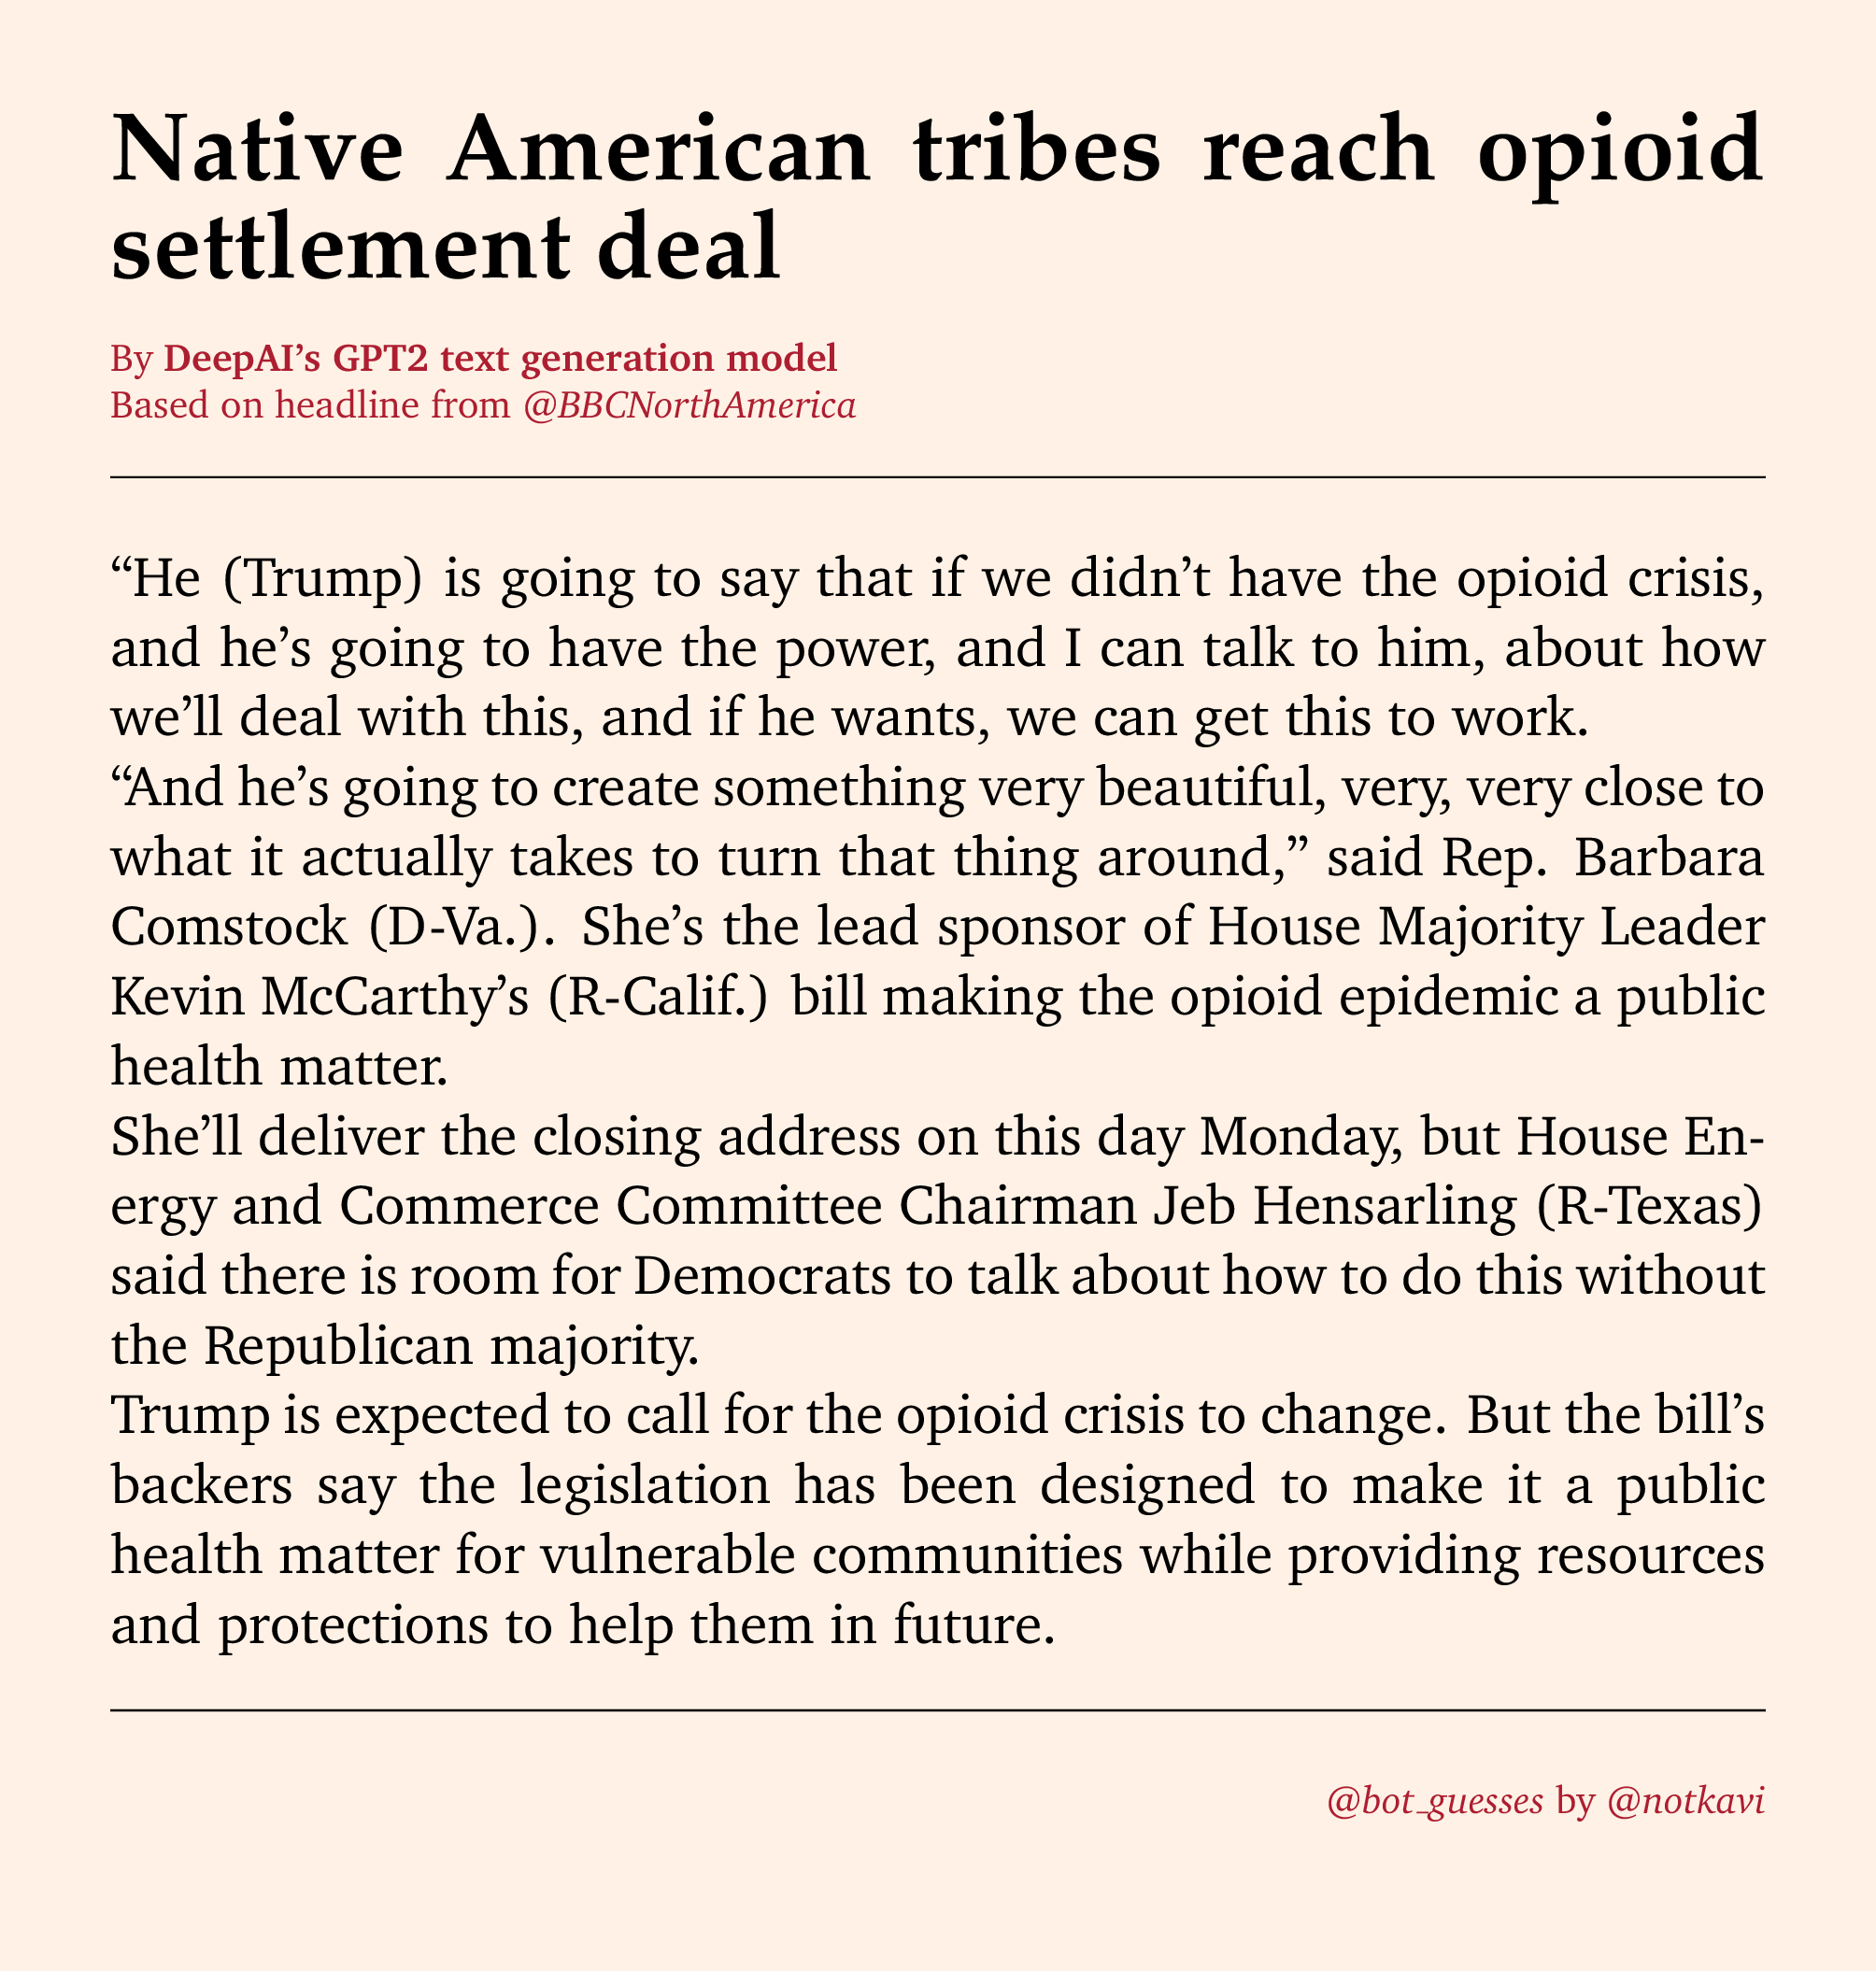 Native American tribes reach opioid
settlement deal
By DeepAI’s GPT2 text generation model
Based on headline from @BBCNorthAmerica
“He (Trump) is going to say that if we didn’t have the opioid crisis,
and he’s going to have the power, and I can talk to him, about how
we’ll deal with this, and if he wants, we can get this to work.
“And he’s going to create something very beautiful, very, very close to
what it actually takes to turn that thing around,” said Rep. Barbara
Comstock (D-Va.). She’s the lead sponsor of House Majority Leader
Kevin McCarthy’s (R-Calif.) bill making the opioid epidemic a public
health matter.
She’ll deliver the closing address on this day Monday, but House En-
ergy and Commerce Committee Chairman Jeb Hensarling (R-Texas)
said there is room for Democrats to talk about how to do this without
the Republican majority.
Trump is expected to call for the opioid crisis to change. But the bill’s
backers say the legislation has been designed to make it a public
health matter for vulnerable communities while providing resources
and protections to help them in future.
@bot_guesses by @notkavi